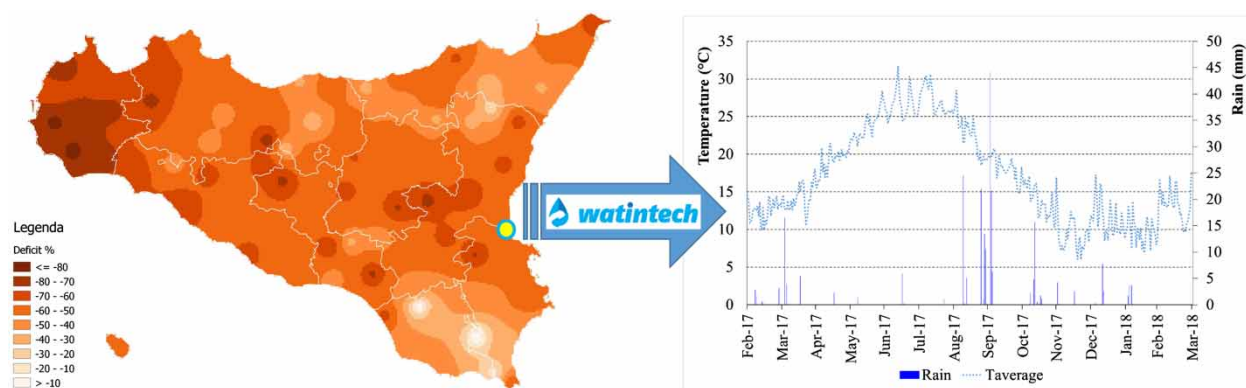 Legenda
Deficit %
<= -80
-80 - -70
-70 - -60
-60 - -50
-50 - -40
-40 - -30
-30 - -20
-20 - -10
> -10
watintech
Temperature (°C)
35
30
25
20
15
10
5
0
Rain (mm)
50
45
40
35
30
25
20
15
10
5
0
Feb-17
Mar-17
Apr-17
May-17
Jun-17
Jul-17
Aug-17
Sep-17
Oct-17
Nov-17
Dec-17
Jan-18
Feb-18
Mar-18
Rain
Taverage